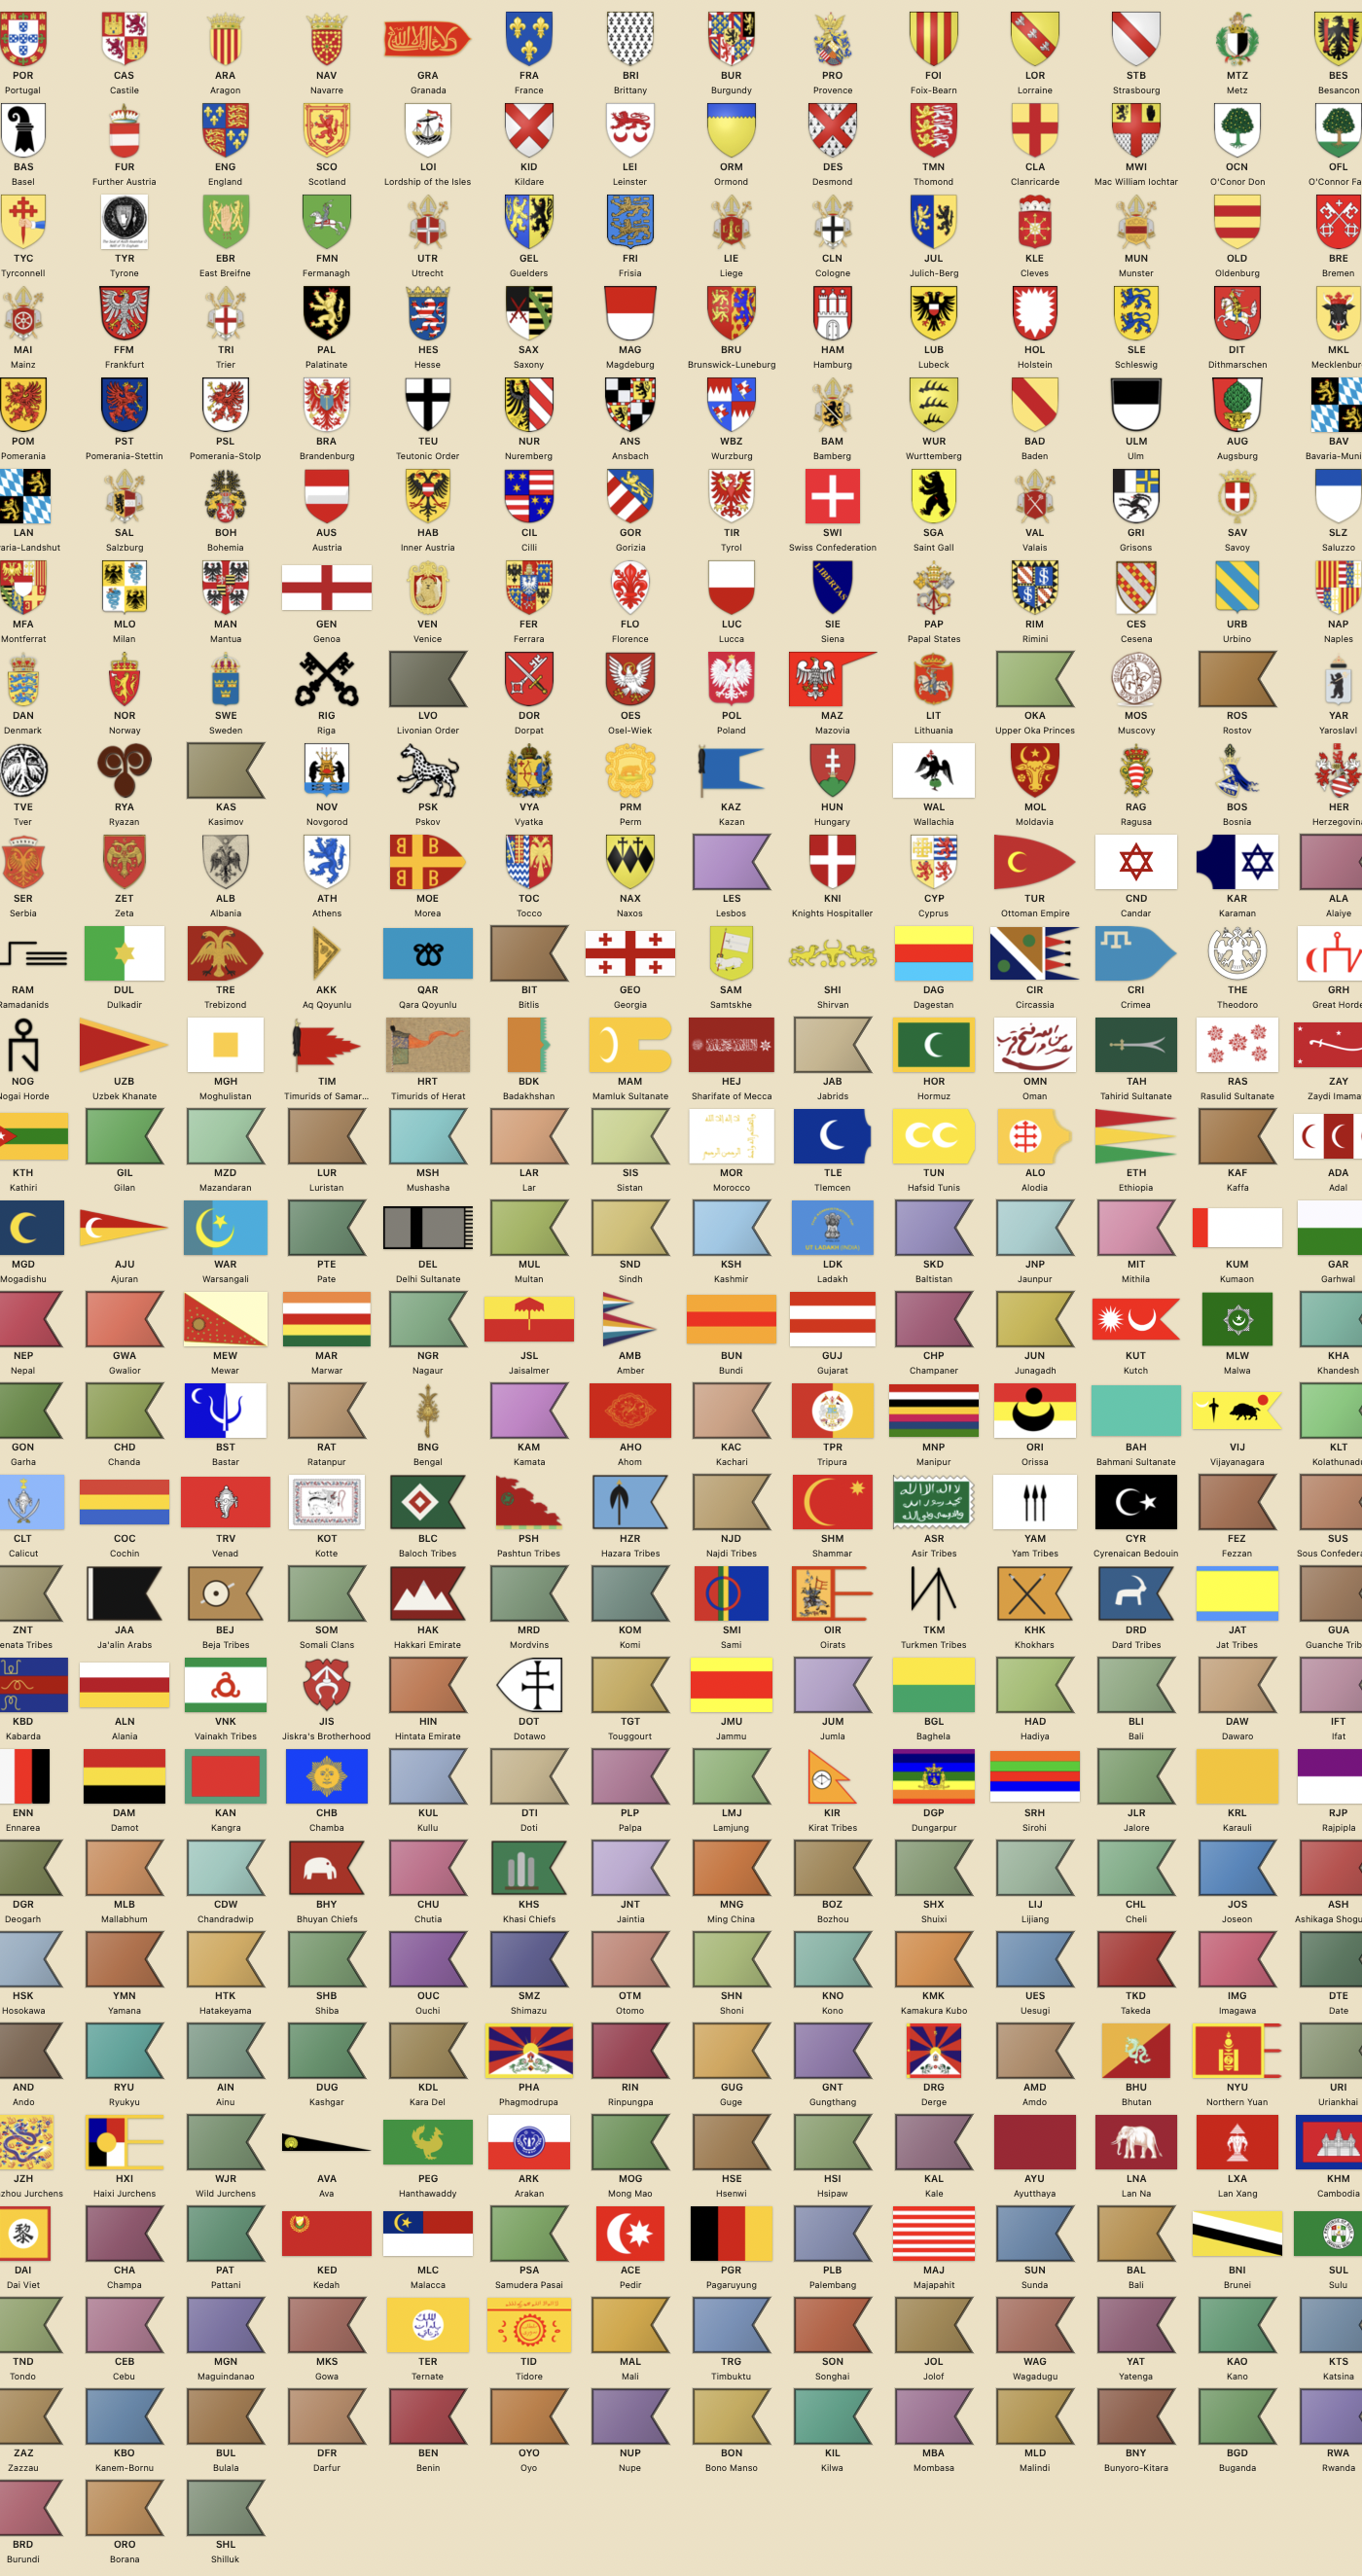 POR CAS ARA NAV GRA FRA BRI BUR PRO FOI LOR STB MTZ BES
Portugal Castile Aragon Navarre Granada France Brittany Burgundy Provence Foix-Bearn Lorraine Strasbourg Metz Besancon
BAS FUR ENG SCO LOI KID LEI ORM DES TMN CLA MWI OCN OFL
Basel Further Austria England Scotland Lordship of the Isles Kildare Leinster Ormond Desmond Thomond Clanricarde Mac William Iochtar O'Conor Don O'Connor Fa
TYC TYR EBR FMN UTR GEL FRI LIE CLN JUL KLE MUN OLD BRE
Tyrconnell Tyrone East Breifne Fermanagh Utrecht Guelders Frisia Liege Cologne Julich-Berg Cleves Munster Oldenburg Bremen
MAI FFM TRI PAL HES SAX MAG BRU HAM LUB HOL SLE DIT MKL
Mainz Frankfurt Trier Palatinate Hesse Saxony Magdeburg Brunswick-Luneburg Hamburg Lubeck Holstein Schleswig Dithmarschen Mecklenbur
POM PST PSL BRA TEU NUR ANS WBZ BAM WUR BAD ULM AUG BAV
Pomerania Pomerania-Stettin Pomerania-Stolp Brandenburg Teutonic Order Nuremberg Ansbach Wurzburg Bamberg Wurttemberg Baden Ulm Augsburg Bavaria-Muni
LAN SAL BOH AUS HAB CIL GOR TIR SWI SGA VAL GRI SAV SLZ
aria-Landshut Salzburg Bohemia Austria Inner Austria Cilli Gorizia Tyrol Swiss Confederation Saint Gall Valais Grisons Savoy Saluzzo
LIBERTAS
MFA MLO MAN GEN VEN FER FLO LUC SIE PAP RIM CES URB NAP
Montferrat Milan Mantua Genoa Venice Ferrara Florence Lucca Siena Papal States Rimini Cesena Urbino Naples
DAN NOR SWE RIG LVO DOR OES POL MAZ LIT OKA MOS ROS YAR
Denmark Norway Sweden Riga Livonian Order Dorpat Osel-Wiek Poland Mazovia Lithuania Upper Oka Princes Muscovy Rostov Yaroslavl
TVE RYA KAS NOV PSK VYA PRM KAZ HUN WAL MOL RAG BOS HER
Tver Ryazan Kasimov Novgorod Pskov Vyatka Perm Kazan Hungary Wallachia Moldavia Ragusa Bosnia Herzegovina
SER ZET ALB ATH MOE TOC NAX LES KNI CYP TUR CND KAR ALA
Serbia Zeta Albania Athens Morea Tocco Naxos Lesbos Knights Hospitaller Cyprus Ottoman Empire Candar Karaman Alaiye
RAM DUL TRE AKK QAR BIT GEO SAM SHI DAG CIR CRI THE GRH
Ramadanids Dulkadir Trebizond Aq Qoyunlu Qara Qoyunlu Bitlis Georgia Samtskhe Shirvan Dagestan Circassia Crimea Theodoro Great Horde
NOG UZB MGH TIM HRT BDK MAM HEJ JAB HOR OMN TAH RAS ZAY
Nogai Horde Uzbek Khanate Moghulistan Timurids of Samar... Timurids of Herat Badakhshan Mamluk Sultanate Sharifate of Mecca Jabrids Hormuz Oman Tahirid Sultanate Rasulid Sultanate Zaydi Imama
KTH GIL MZD LUR MSH LAR SIS MOR TLE TUN ALO ETH KAF ADA
Kathiri Gilan Mazandaran Luristan Mushasha Lar Sistan Morocco Tlemcen Hafsid Tunis Alodia Ethiopia Kaffa Adal
UT LADAKH (INDIA)
MGD AJU WAR PTE DEL MUL SND KSH LDK SKD JNP MIT KUM GAR
Mogadishu Ajuran Warsangali Pate Delhi Sultanate Multan Sindh Kashmir Ladakh Baltistan Jaunpur Mithila Kumaon Garhwal
NEP GWA MEW MAR NGR JSL AMB BUN GUJ CHP JUN KUT MLW KHA
Nepal Gwalior Mewar Marwar Nagaur Jaisalmer Amber Bundi Gujarat Champaner Junagadh Kutch Malwa Khandesh
GON CHD BST RAT BNG KAM AHO KAC TPR MNP ORI BAH VIJ KLT
Garha Chanda Bastar Ratanpur Bengal Kamata Ahom Kachari Tripura Manipur Orissa Bahmani Sultanate Vijayanagara Kolathunad
CLT COC TRV KOT BLC PSH HZR NJD SHM ASR YAM CYR FEZ SUS
Calicut Cochin Venad Kotte Baloch Tribes Pashtun Tribes Hazara Tribes Najdi Tribes Shammar Asir Tribes Yam Tribes Cyrenaican Bedouin Fezzan Sous Confedera
ZNT JAA BEJ SOM HAK MRD KOM SMI OIR TKM KHK DRD JAT GUA
enata Tribes Ja'alin Arabs Beja Tribes Somali Clans Hakkari Emirate Mordvins Komi Sami Oirats Turkmen Tribes Khokhars Dard Tribes Jat Tribes Guanche Trib
KBD ALN VNK JIS HIN DOT TGT JMU JUM BGL HAD BLI DAW IFT
Kabarda Alania Vainakh Tribes Jiskra's Brotherhood Hintata Emirate Dotawo Touggourt Jammu Jumla Baghela Hadiya Bali Dawaro Ifat
ENN DAM KAN CHB KUL DTI PLP LMJ KIR DGP SRH JLR KRL RJP
Ennarea Damot Kangra Chamba Kullu Doti Palpa Lamjung Kirat Tribes Dungarpur Sirohi Jalore Karauli Rajpipla
DGR MLB CDW BHY CHU KHS JNT MNG BOZ SHX LIJ CHL JOS ASH
Deogarh Mallabhum Chandradwip Bhuyan Chiefs Chutia Khasi Chiefs Jaintia Ming China Bozhou Shuixi Lijiang Cheli Joseon Ashikaga Shogu
HSK YMN HTK SHB OUC SMZ OTM SHN KNO KMK UES TKD IMG DTE
Hosokawa Yamana Hatakeyama Shiba Ouchi Shimazu Otomo Shoni Kono Kamakura Kubo Uesugi Takeda Imagawa Date
AND RYU AIN DUG KDL PHA RIN GUG GNT DRG AMD BHU NYU URI
Ando Ryukyu Ainu Kashgar Kara Del Phagmodrupa Rinpungpa Guge Gungthang Derge Amdo Bhutan Northern Yuan Uriankhai
JZH HXI WJR AVA PEG ARK MOG HSE HSI KAL AYU LNA LXA KHM
zhou Jurchens Haixi Jurchens Wild Jurchens Ava Hanthawaddy Arakan Mong Mao Hsenwi Hsipaw Kale Ayutthaya Lan Na Lan Xang Cambodia
黎
DAI CHA PAT KED MLC PSA ACE PGR PLB MAJ SUN BAL BNI SUL
Dai Viet Champa Pattani Kedah Malacca Samudera Pasai Pedir Pagaruyung Palembang Majapahit Sunda Bali Brunei Sulu
TND CEB MGN MKS TER TID MAL TRG SON JOL WAG YAT KAO KTS
Tondo Cebu Maguindanao Gowa Ternate Tidore Mali Timbuktu Songhai Jolof Wagadugu Yatenga Kano Katsina
ZAZ KBO BUL DFR BEN OYO NUP BON KIL MBA MLD BNY BGD RWA
Zazzau Kanem-Bornu Bulala Darfur Benin Oyo Nupe Bono Manso Kilwa Mombasa Malindi Bunyoro-Kitara Buganda Rwanda
BRD ORO SHL
Burundi Borana Shilluk